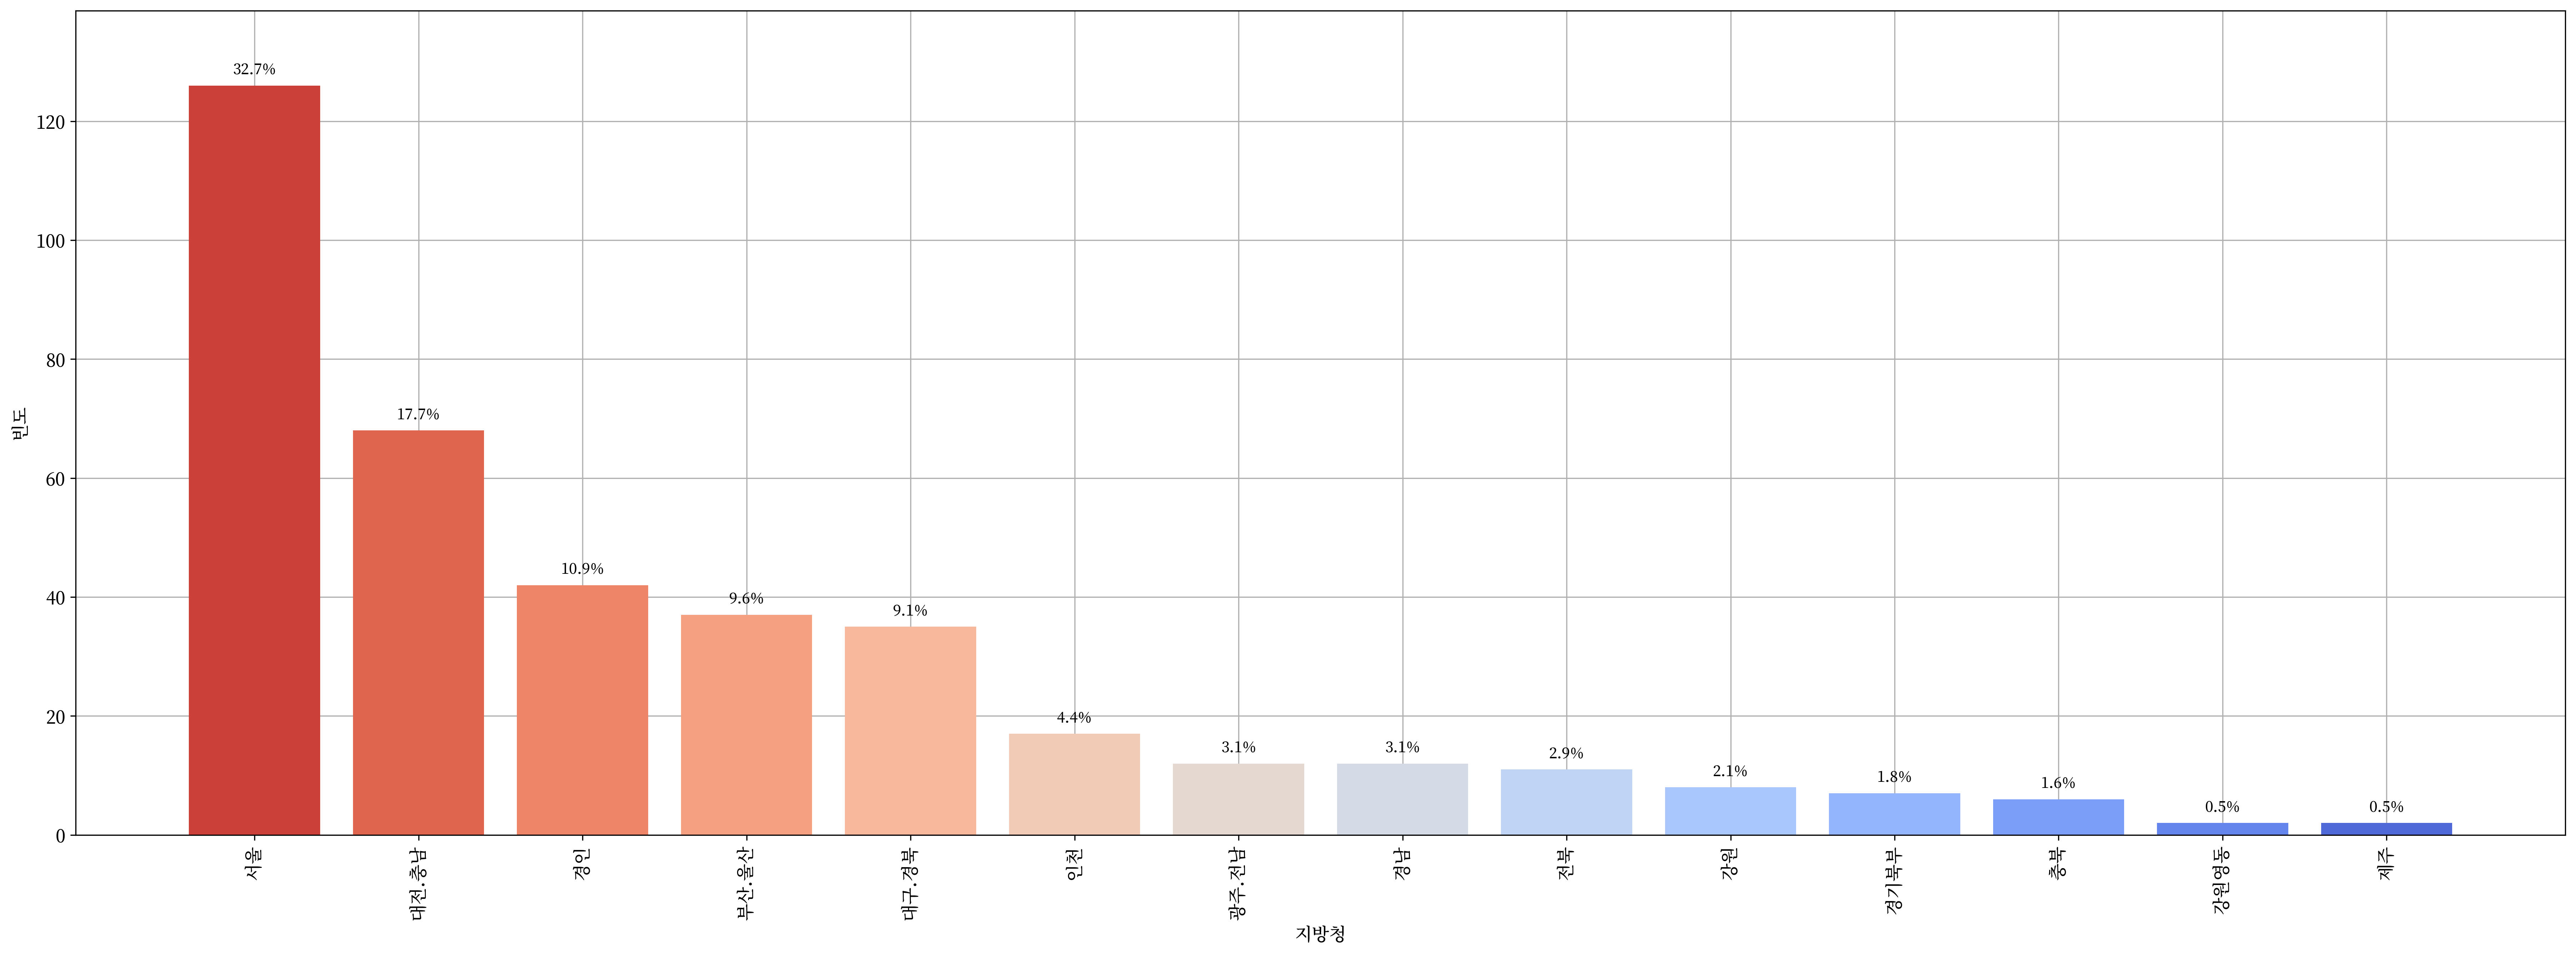 32.7%
17.7%
10.9%
9.6%
9.1%
4.4%
3.1%
3.1%
2.9%
2.1%
1.8%
1.6%
0.5%
0.5%
120
100
80
60
40
20
0
빈도
서울
대전.충남
경인
부산.울산
대구.경북
인천
광주.전남
경남
전북
강원
경기북부
충북
강원영동
제주
지방청